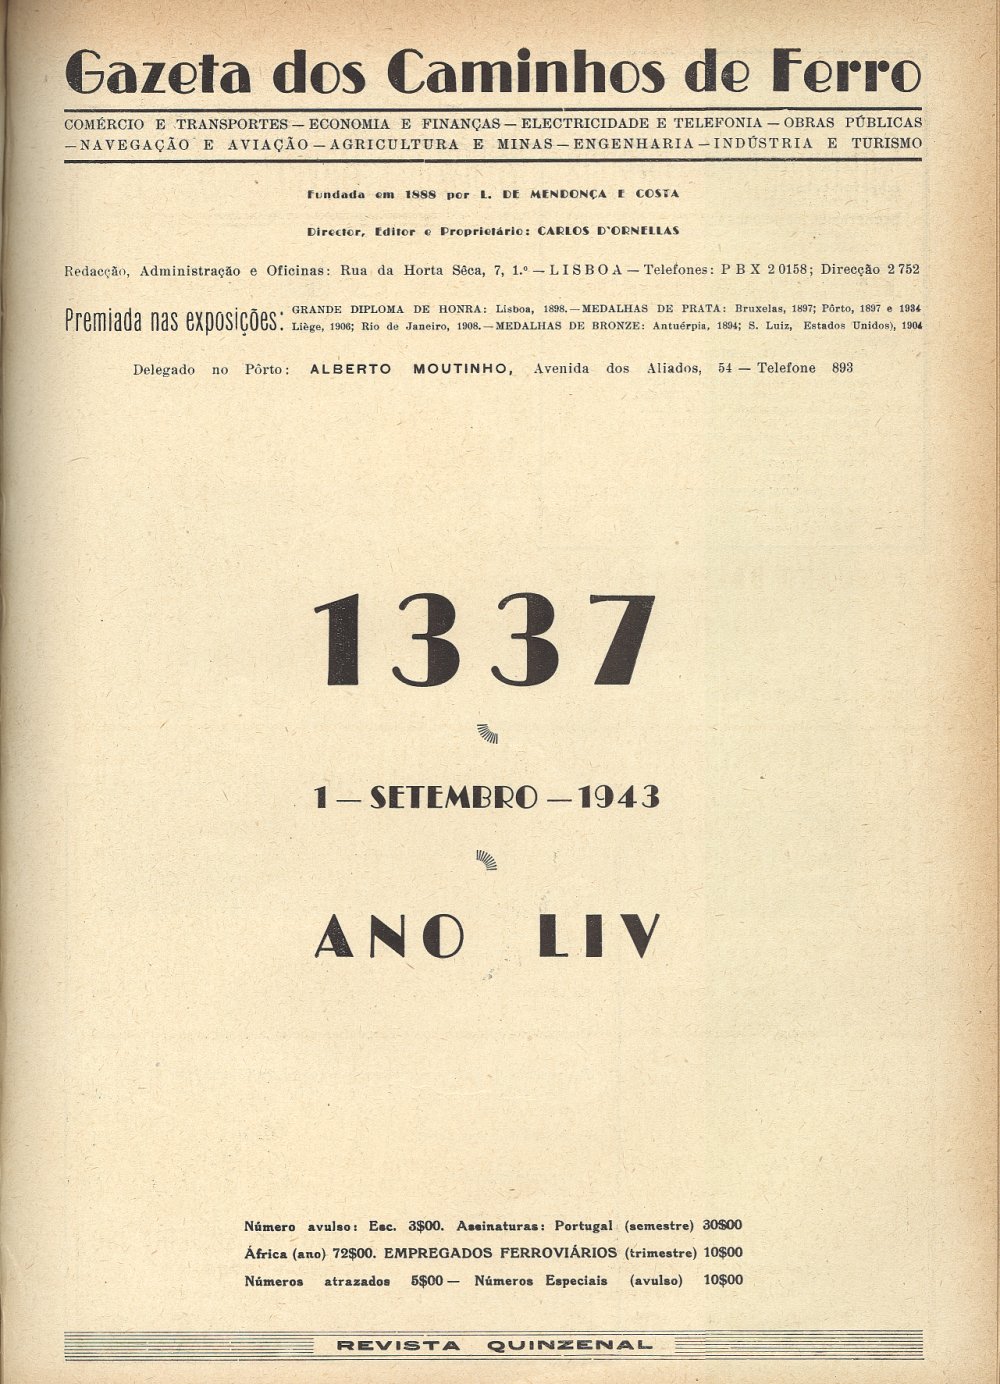 Gazeta dos Caminhos de Ferro
COMÉRCIO E TRANSPORTES — ECONOMIA E FINANÇAS — ELECTRICIDADE E TELEFONIA — OBRAS PÚBLICAS
— NAVEGAÇÃO E AVIAÇÃO — AGRICULTURA E MINAS — ENGENHARIA — INDÚSTRIA E TURISMO
Fundada em 1888 por L. DE MENDONÇA E COSTA
Director, Editor e Proprietário: CARLOS D'ORNELLAS
Redacção, Administração e Oficinas: Rua da Horta Sêca, 7, 1.º — LISBOA — Telefones: P B X 20158; Direcção 2752
Premiada nas exposições: GRANDE DIPLOMA DE HONRA: Lisboa, 1898. — MEDALHAS DE PRATA: Bruxelas, 1897; Pôrto, 1897 e 1934
Liège, 1906; Rio de Janeiro, 1908. — MEDALHAS DE BRONZE: Antuérpia, 1894; S. Luiz, Estados Unidos), 1904
Delegado no Pôrto: ALBERTO MOUTINHO, Avenida dos Aliados, 54 — Telefone 893
1337
1 — SETEMBRO — 1943
ANO LIV
Número avulso: Esc. 3$00. Assinaturas: Portugal (semestre) 30$00
África (ano) 72$00. EMPREGADOS FERROVIÁRIOS (trimestre) 10$00
Números atrazados 5$00 — Números Especiais (avulso) 10$00
REVISTA QUINZENAL